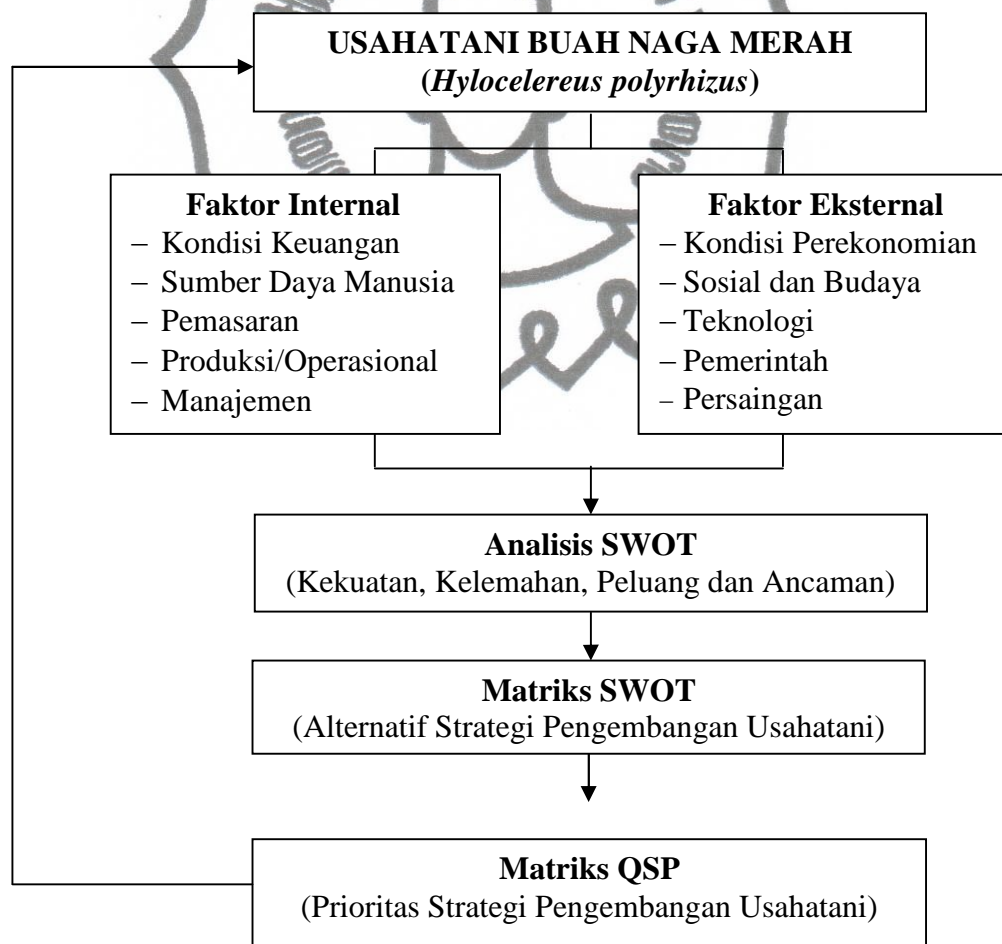 USAHATANI BUAH NAGA MERAH
(Hylocelereus polyrhizus)
Faktor Internal
– Kondisi Keuangan
– Sumber Daya Manusia
– Pemasaran
– Produksi/Operasional
– Manajemen
Faktor Eksternal
– Kondisi Perekonomian
– Sosial dan Budaya
– Teknologi
– Pemerintah
– Persaingan
Analisis SWOT
(Kekuatan, Kelemahan, Peluang dan Ancaman)
Matriks SWOT
(Alternatif Strategi Pengembangan Usahatani)
Matriks QSP
(Prioritas Strategi Pengembangan Usahatani)